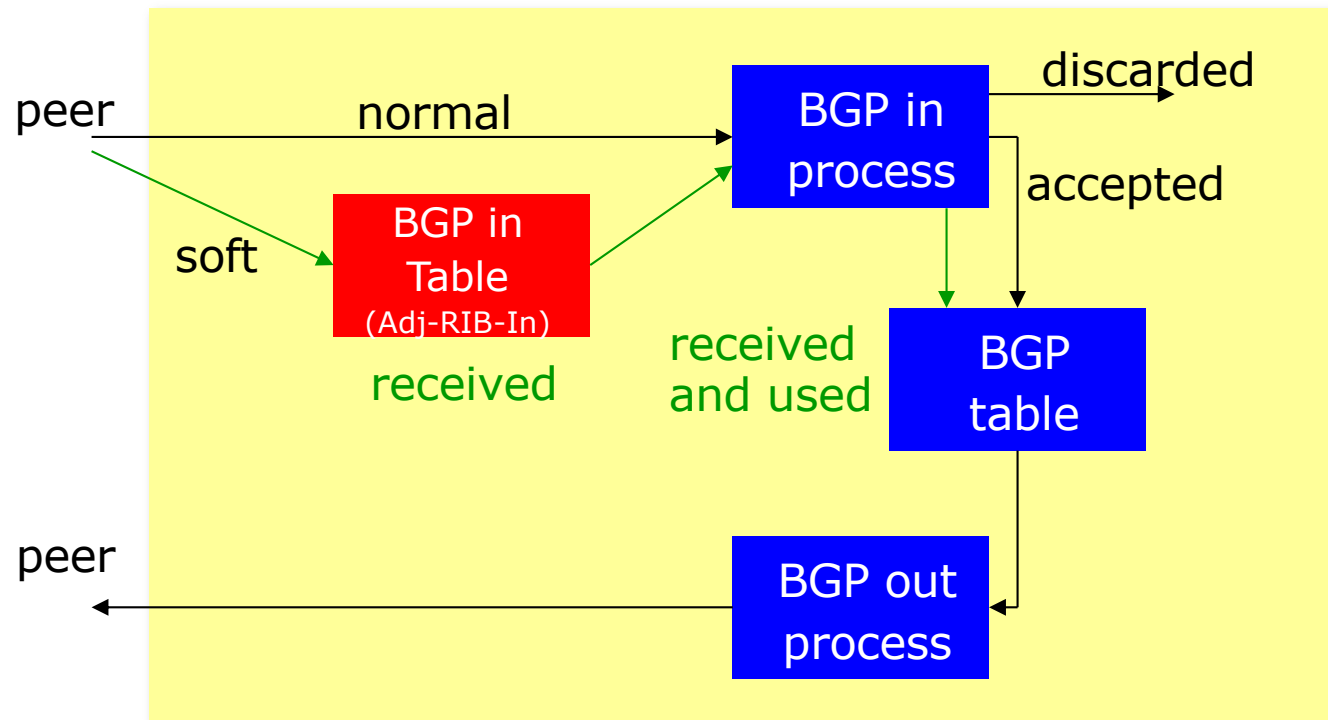 discarded
peer
normal
BGP in
process
accepted
BGP in
Table
(Adj-RIB-In)
soft
received
received
and used
BGP
table
peer
BGP out
process